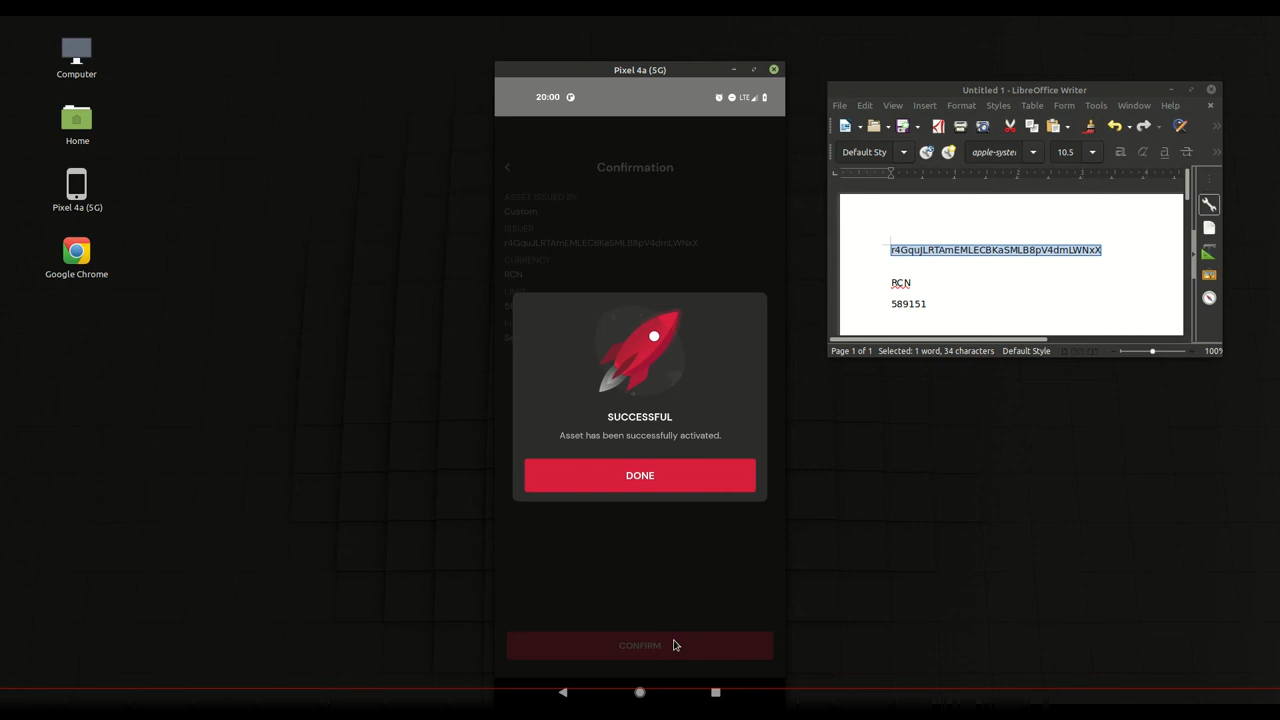 Computer
Home
Pixel 4a (5G)
Google Chrome
Pixel 4a (5G)
20:00
LTE
Confirmation
ASSET ISSUED BY
Custom
ISSUER
r4GquJLRTAmEMLECBKaSMLB8pV4dmLWNxX
CURRENCY
RCN
SUCCESSFUL
Asset has been successfully activated.
DONE
CONFIRM
Untitled 1 - LibreOffice Writer
File Edit View Insert Format Styles Table Form Tools Window Help
Default Sty
apple-system
10.5
r4GquJLRTAmEMLECBKaSMLB8pV4dmLWNxX
RCN
589151
Page 1 of 1 Selected: 1 word, 34 characters Default Style
100%